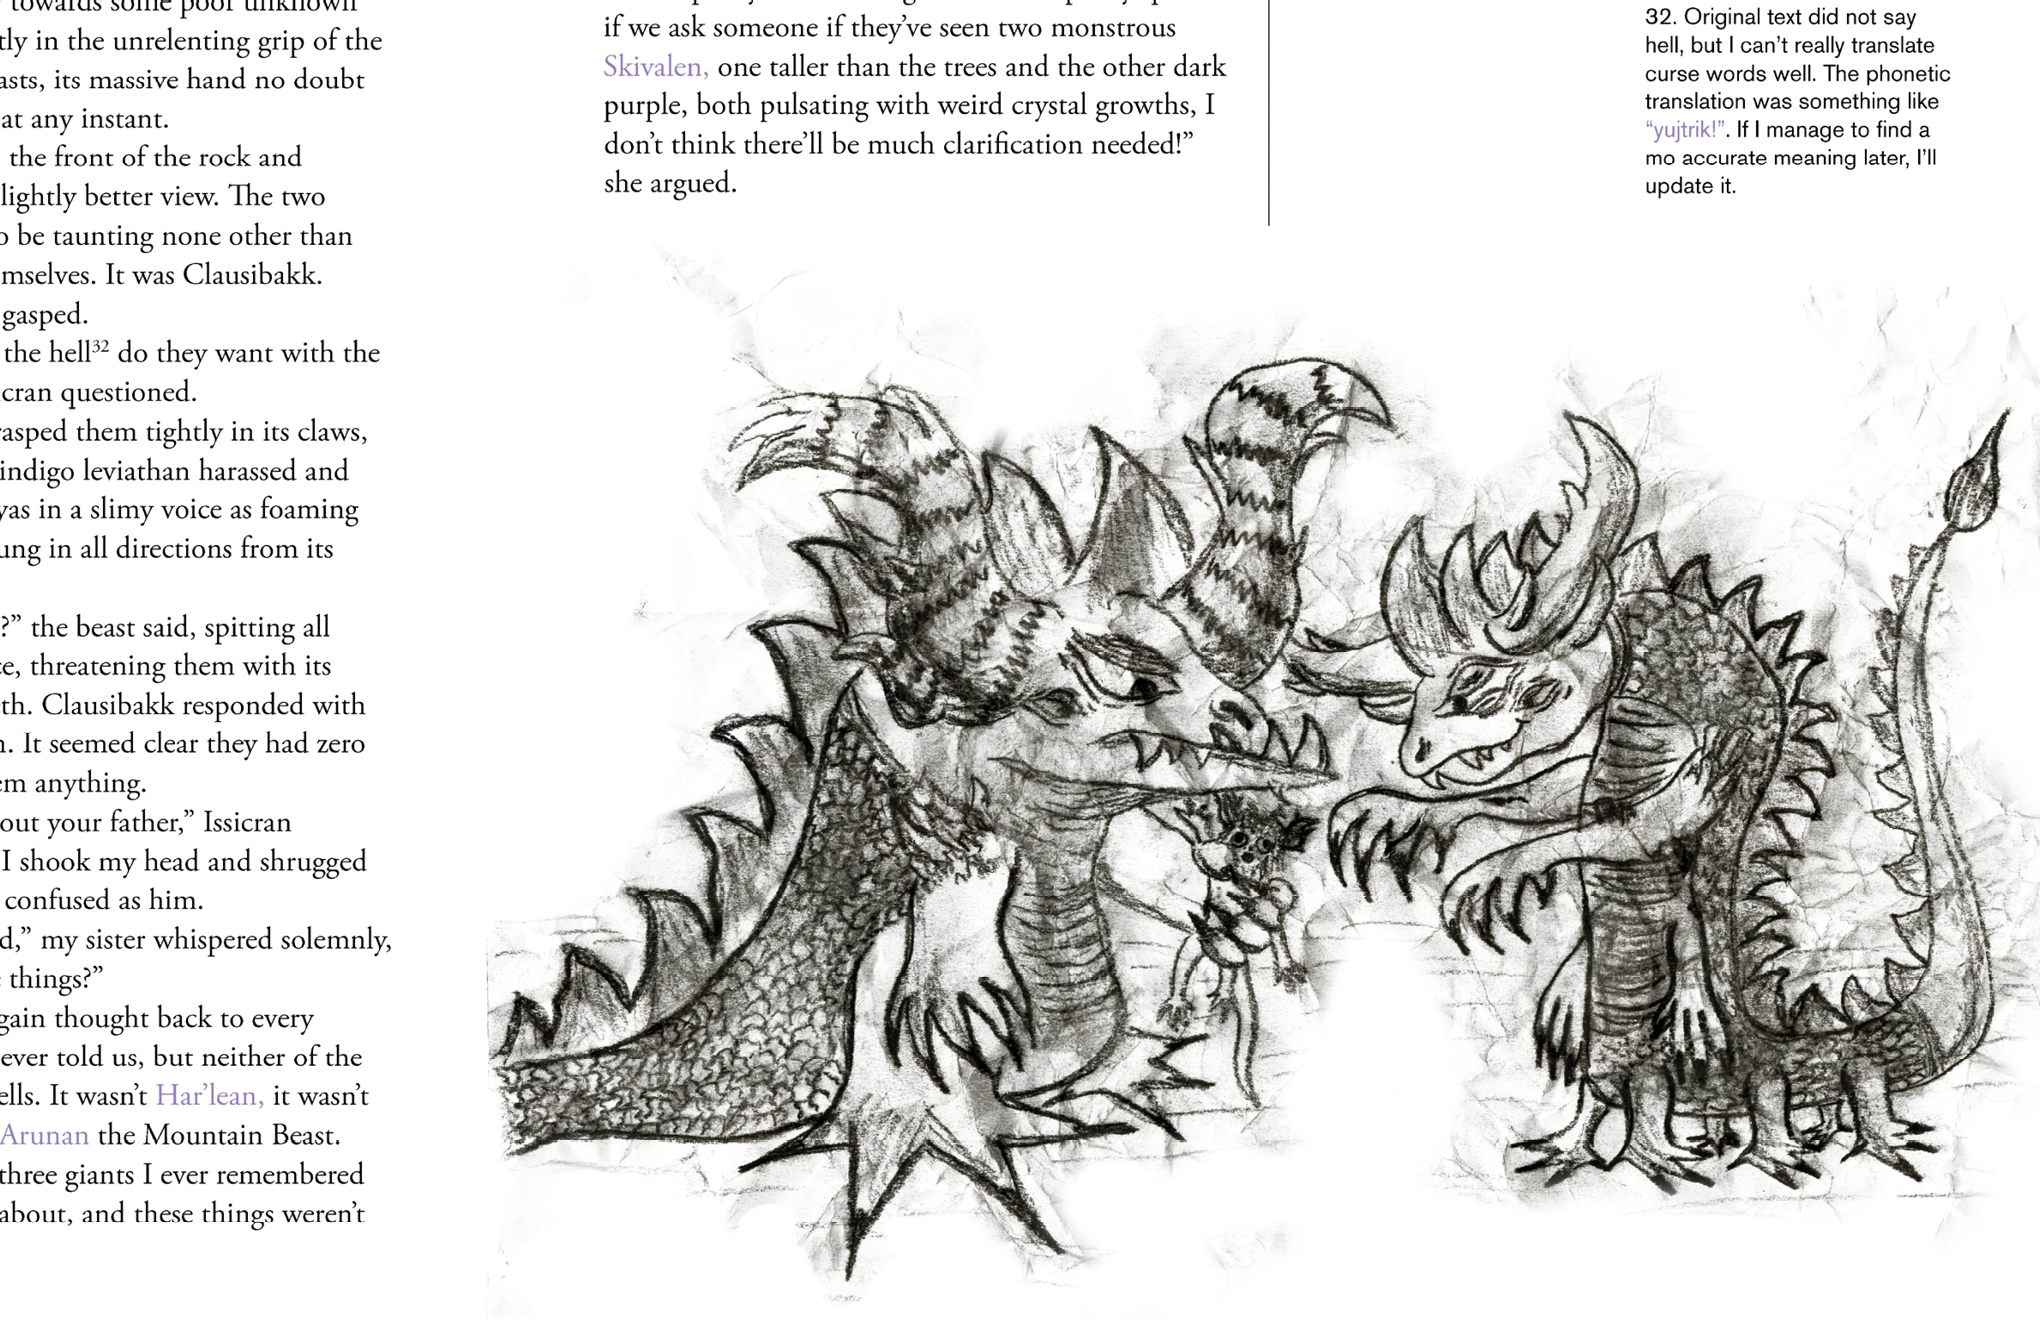 towards some poor unknown
tly in the unrelenting grip of the
asts, its massive hand no doubt
at any instant.
the front of the rock and
lightly better view. The two
o be taunting none other than
mselves. It was Clausibakk.
gasped.
the hell32 do they want with the
cran questioned.
rasped them tightly in its claws,
indigo leviathan harassed and
yas in a slimy voice as foaming
ung in all directions from its
?” the beast said, spitting all
ce, threatening them with its
th. Clausibakk responded with
n. It seemed clear they had zero
em anything.
out your father,” Issicran
I shook my head and shrugged
confused as him.
d,” my sister whispered solemnly,
e things?”
gain thought back to every
ever told us, but neither of the
ells. It wasn’t Har’lean, it wasn’t
Arunan the Mountain Beast.
three giants I ever remembered
about, and these things weren’t
if we ask someone if they’ve seen two monstrous
Skivalen, one taller than the trees and the other dark
purple, both pulsating with weird crystal growths, I
don’t think there’ll be much clarification needed!”
she argued.
32. Original text did not say
hell, but I can’t really translate
curse words well. The phonetic
translation was something like
“yujtrik!”. If I manage to find a
mo accurate meaning later, I’ll
update it.